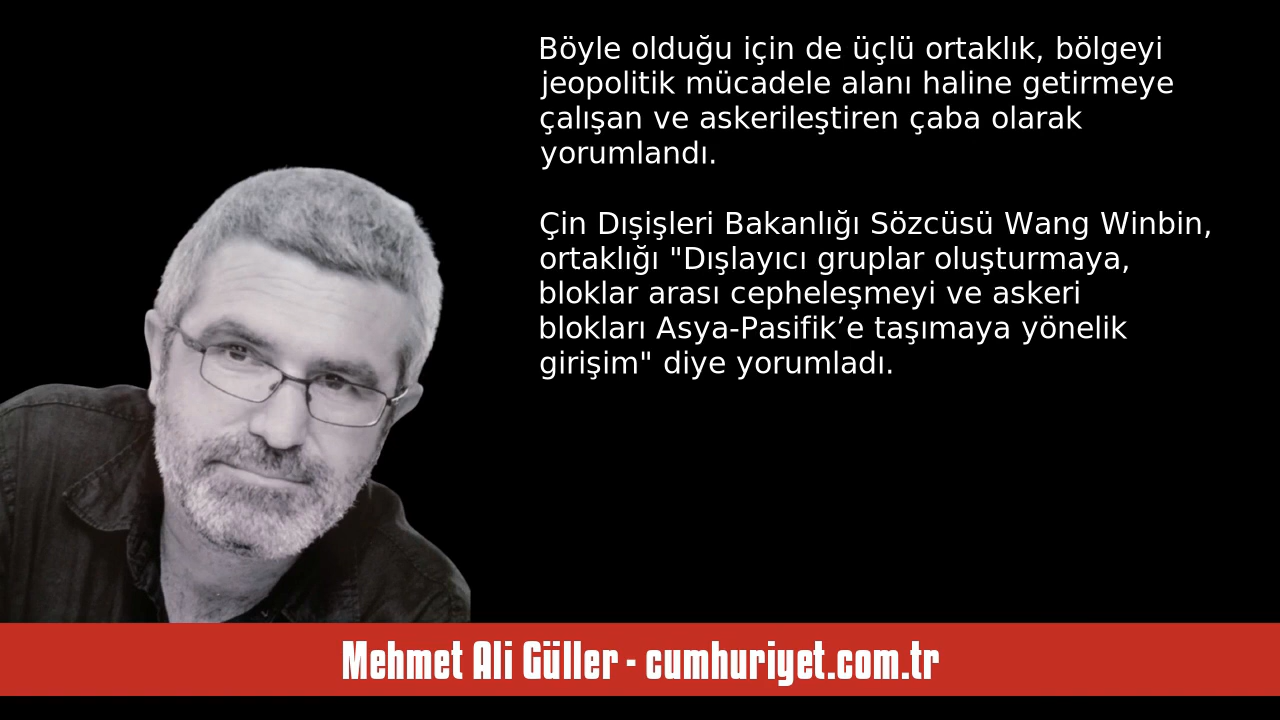 Böyle olduğu için de üçlü ortaklık, bölgeyi
jeopolitik mücadele alanı haline getirmeye
çalışan ve askerileştiren çaba olarak
yorumlandı.
Çin Dışişleri Bakanlığı Sözcüsü Wang Winbin,
ortaklığı "Dışlayıcı gruplar oluşturmaya,
bloklar arası cepheleşmeyi ve askeri
blokları Asya-Pasifik’e taşımaya yönelik
girişim" diye yorumladı.
Mehmet Ali Güller - cumhuriyet.com.tr